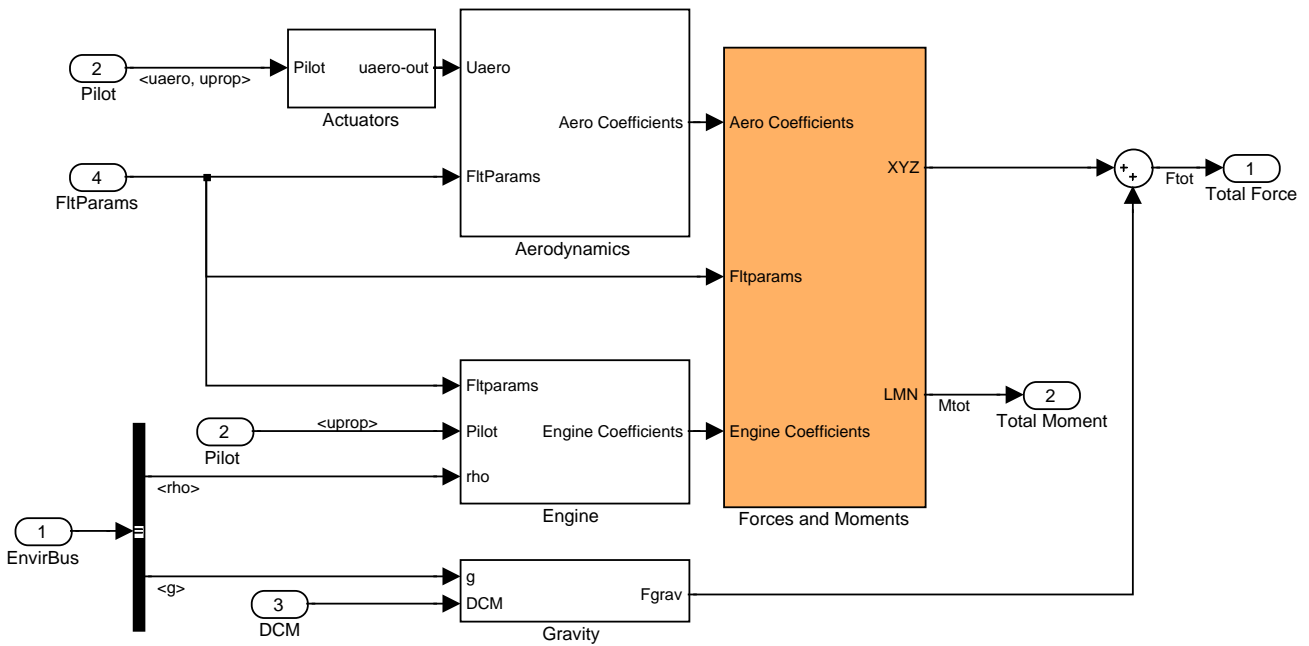 2
Pilot
<uaero, uprop>
Pilot
uaero-out
Actuators
Uaero
FltParams
Aero Coefficients
Aerodynamics
4
FltParams
Aero Coefficients
Fltparams
Engine Coefficients
XYZ
LMN
Forces and Moments
+
+
Ftot
1
Total Force
Mtot
2
Total Moment
2
Pilot
<uprop>
Fltparams
Pilot
rho
Engine Coefficients
Engine
1
EnvirBus
<rho>
<g>
3
DCM
g
DCM
Fgrav
Gravity